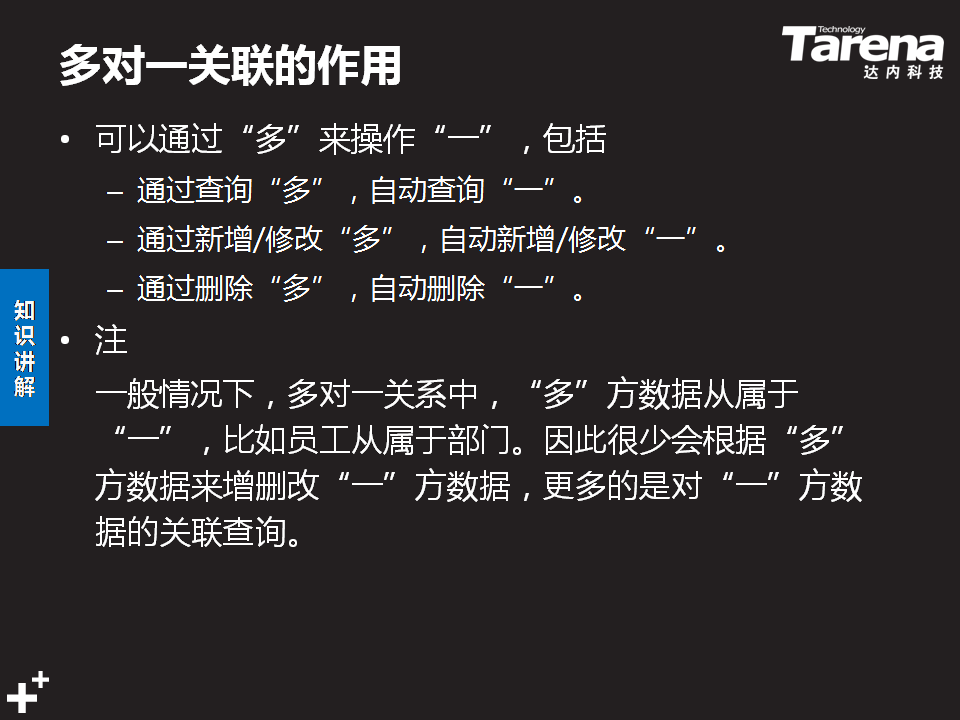 多对一关联的作用
Technology
Tarena
达内科技
• 可以通过“多”来操作“一”，包括
– 通过查询“多”，自动查询“一”。
– 通过新增/修改“多”，自动新增/修改“一”。
– 通过删除“多”，自动删除“一”。
知识讲解
• 注
一般情况下，多对一关系中，“多”方数据从属于
“一”，比如员工从属于部门。因此很少会根据“多”
方数据来增删改“一”方数据，更多的是对“一”方数
据的关联查询。